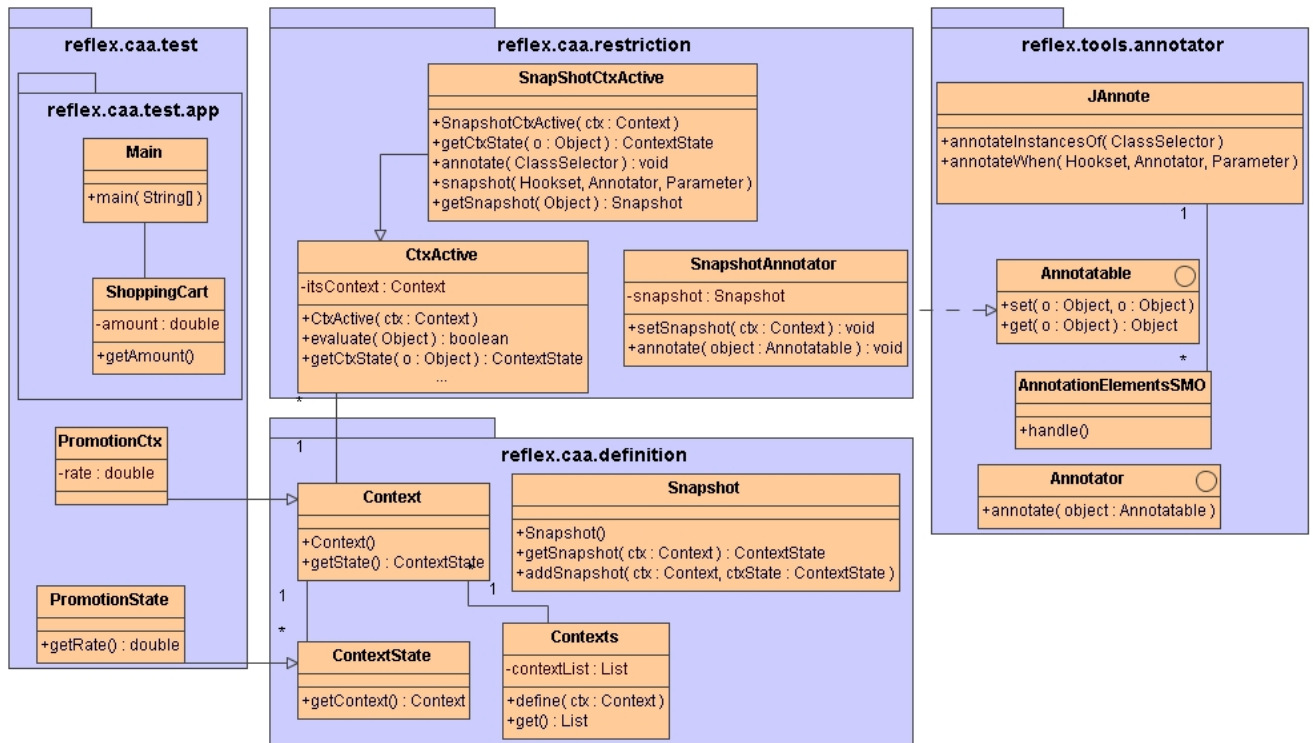 reflex.caa.test
reflex.caa.test.app
Main
+main( String[] )
ShoppingCart
-amount : double
+getAmount()
PromotionCtx
-rate : double
PromotionState
+getRate() : double
reflex.caa.restriction
SnapShotCtxActive
+SnapshotCtxActive( ctx : Context )
+getCtxState( o : Object ) : ContextState
+annotate( ClassSelector ) : void
+snapshot( Hookset, Annotator, Parameter )
+getSnapshot( Object ) : Snapshot
CtxActive
-itsContext : Context
+CtxActive( ctx : Context )
+evaluate( Object ) : boolean
+getCtxState( o : Object ) : ContextState
...
SnapshotAnnotator
-snapshot : Snapshot
+setSnapshot( ctx : Context ) : void
+annotate( object : Annotatable ) : void
*
1
reflex.caa.definition
Context
+Context()
+getState() : ContextState
*
1
1
*
ContextState
+getContext() : Context
Snapshot
+Snapshot()
+getSnapshot( ctx : Context ) : ContextState
+addSnapshot( ctx : Context, ctxState : ContextState )
Contexts
-contextList : List
+define( ctx : Context )
+get() : List
reflex.tools.annotator
JAnnote
+annotateInstancesOf( ClassSelector )
+annotateWhen( Hookset, Annotator, Parameter )
1
Annotatable
+set( o : Object, o : Object )
+get( o : Object ) : Object
*
AnnotationElementsSMO
+handle()
Annotator
+annotate( object : Annotatable )